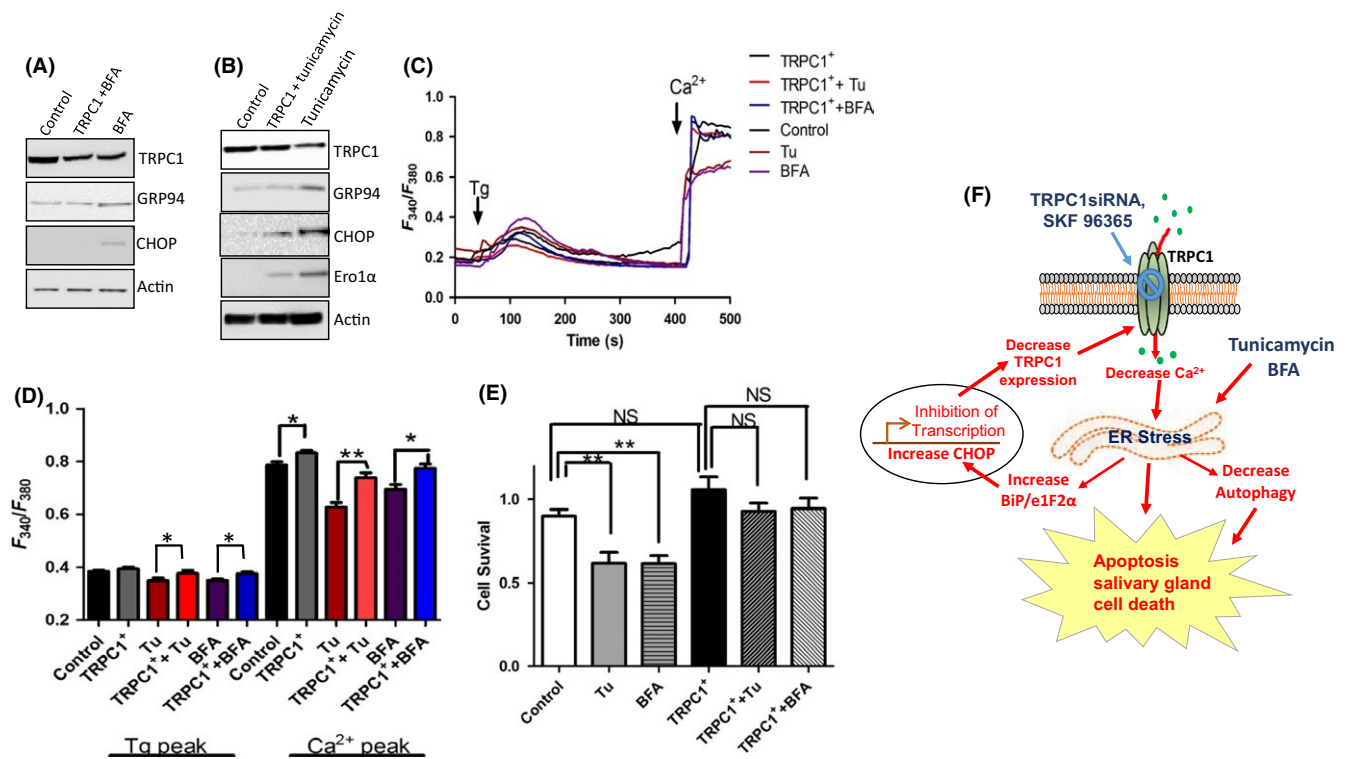 (A)
Control
TRPC1 +BFA
BFA
TRPC1
GRP94
CHOP
Actin
(B)
Control
TRPC1 + tunicamycin
Tunicamycin
TRPC1
GRP94
CHOP
Ero1α
Actin
(C)
1.0
0.8
0.6
0.4
0.2
0.0
F340/F380
Tg
Ca2+
0
100
200
300
400
500
Time (s)
TRPC1+
TRPC1+ + Tu
TRPC1+ +BFA
Control
Tu
BFA
(D)
1.0
0.8
0.6
0.4
0.2
F340/F380
*
*
*
**
*
Control
TRPC1+
Tu
TRPC1+ + Tu
BFA
TRPC1+ +BFA
Control
TRPC1+
Tu
TRPC1+ + Tu
BFA
TRPC1+ +BFA
Tg peak
Ca2+ peak
(E)
NS
NS
NS
**
**
1.0
0.5
0.0
Cell Suvival
Control
Tu
BFA
TRPC1+
TRPC1+ +Tu
TRPC1+ +BFA
(F)
TRPC1siRNA,
SKF 96365
TRPC1
Decrease
TRPC1
expression
Decrease Ca2+
Tunicamycin
BFA
Inhibition of
Transcription
Increase CHOP
ER Stress
Increase
BiP/e1F2α
Decrease
Autophagy
Apoptosis
salivary gland
cell death